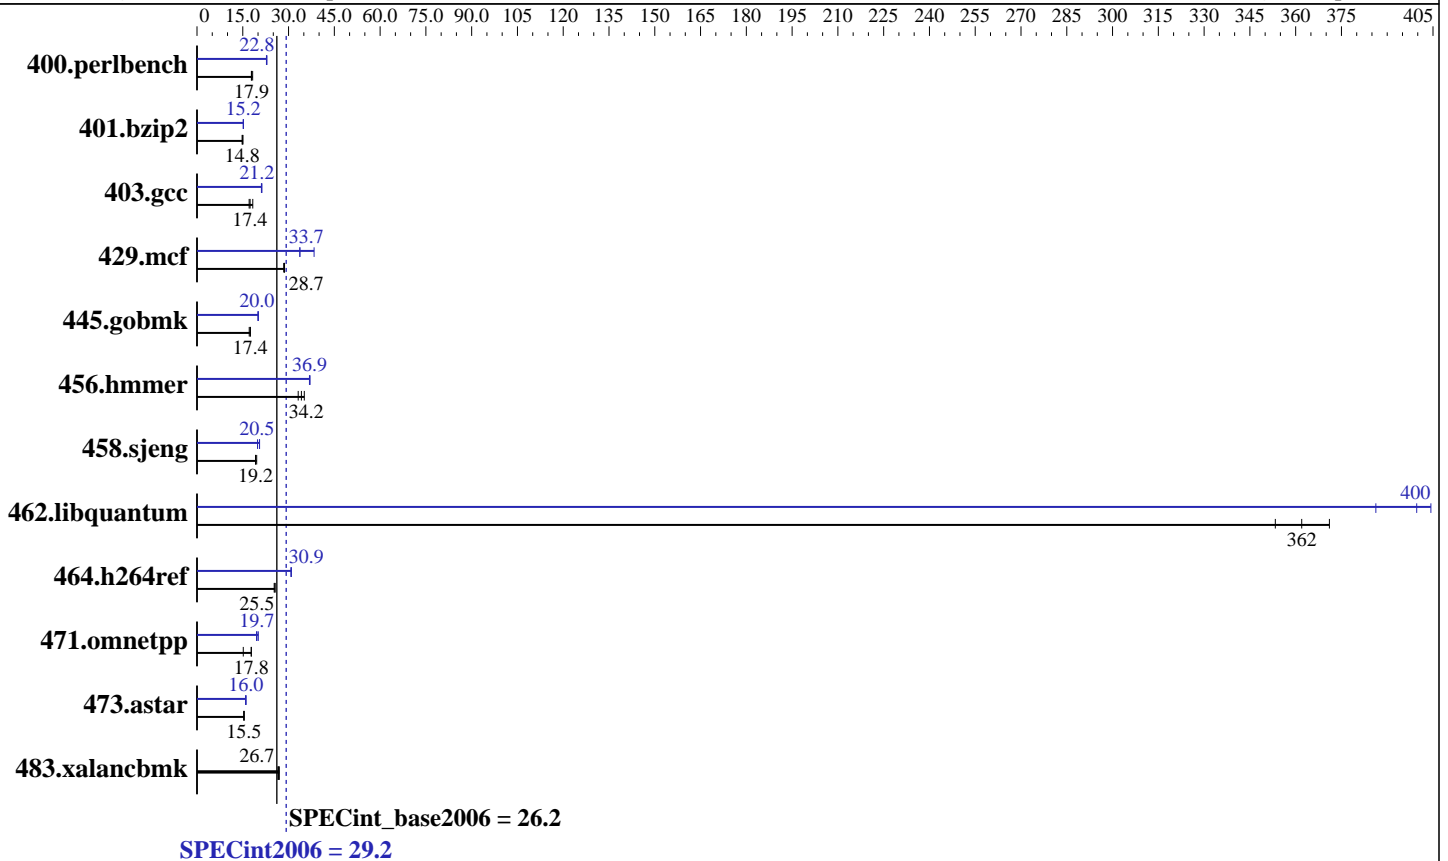 0 15.0 30.0 45.0 60.0 75.0 90.0 105 120 135 150 165 180 195 210 225 240 255 270 285 300 315 330 345 360 375 405
22.8
400.perlbench
17.9
15.2
401.bzip2
14.8
21.2
403.gcc
17.4
33.7
429.mcf
28.7
20.0
445.gobmk
17.4
36.9
456.hmmer
34.2
20.5
458.sjeng
19.2
400
462.libquantum
362
30.9
464.h264ref
25.5
19.7
471.omnetpp
17.8
16.0
473.astar
15.5
26.7
483.xalancbmk
SPECint_base2006 = 26.2
SPECint2006 = 29.2